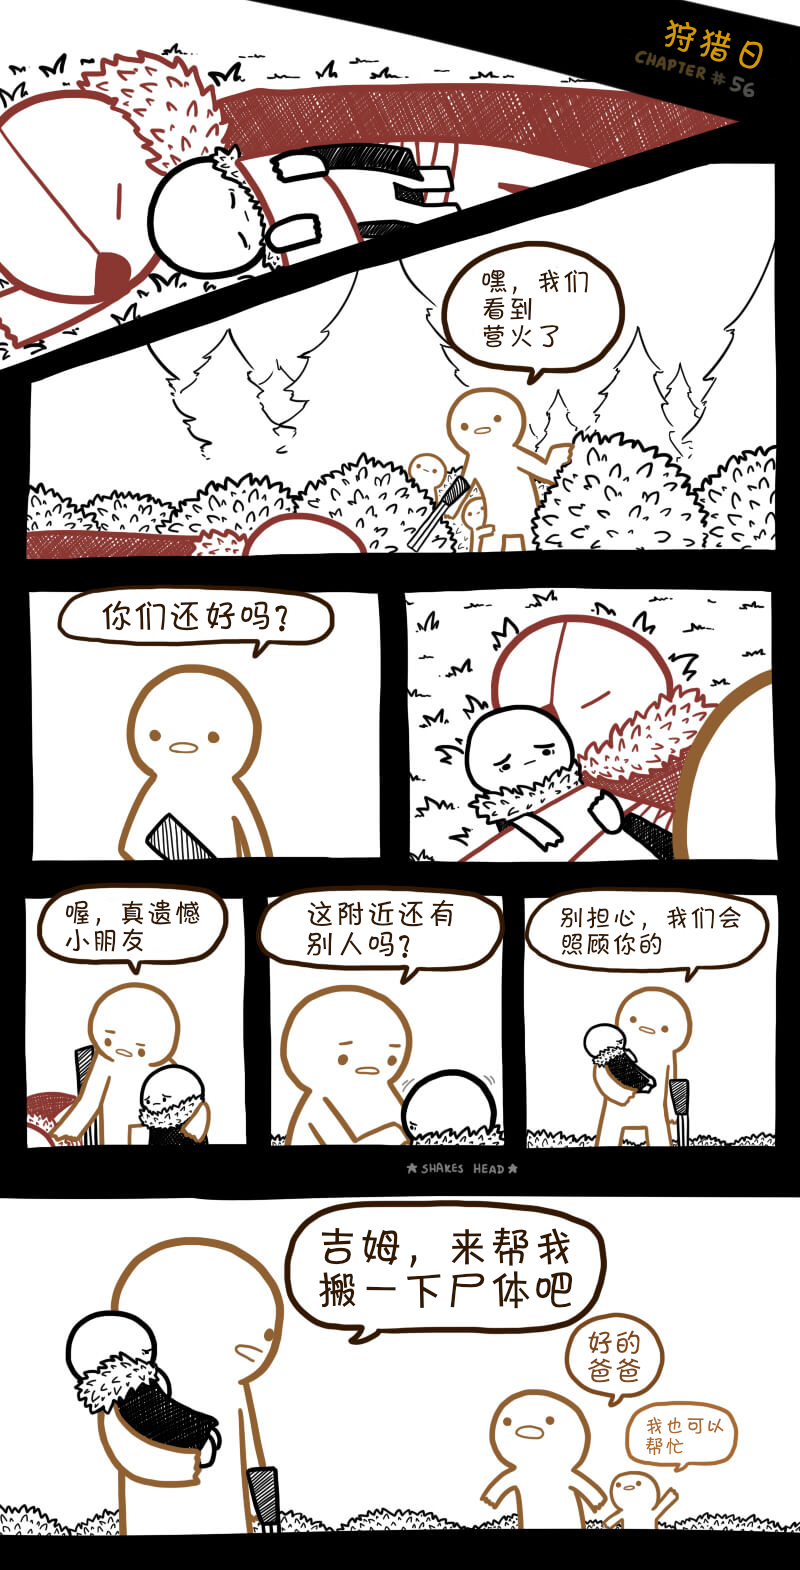 狩猎日
CHAPTER # 56
嘿，我们
看到
营火了
你们还好吗？
喔，真遗憾
小朋友
这附近还有
别人吗？
别担心，我们会
照顾你的
★SHAKES HEAD★
吉姆，来帮我
搬一下尸体吧
好的
爸爸
我也可以
帮忙